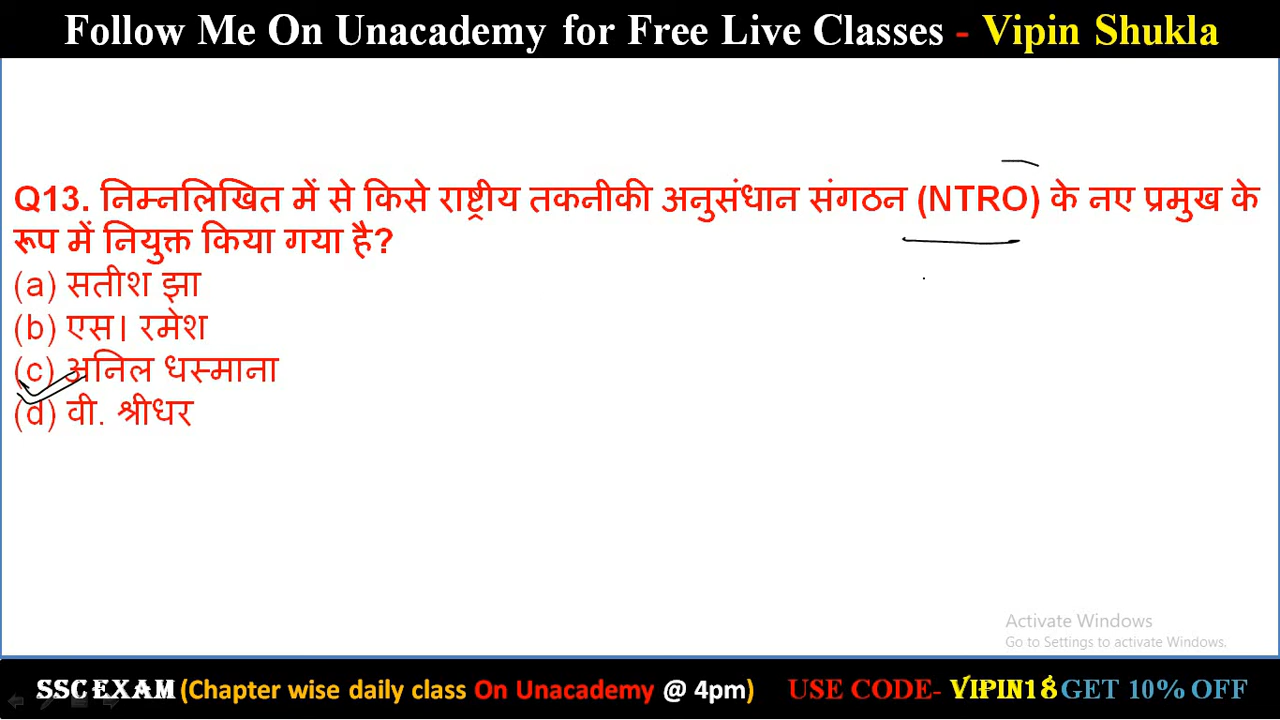 Follow Me On Unacademy for Free Live Classes - Vipin Shukla
Q13. निम्नलिखित में से किसे राष्ट्रीय तकनीकी अनुसंधान संगठन (NTRO) के नए प्रमुख के
रूप में नियुक्त किया गया है?
(a) सतीश झा
(b) एस। रमेश
(c) अनिल धस्माना
(d) वी. श्रीधर
Activate Windows
Go to Settings to activate Windows.
SSC EXAM (Chapter wise daily class On Unacademy @ 4pm) USE CODE- VIPIN18 GET 10% OFF